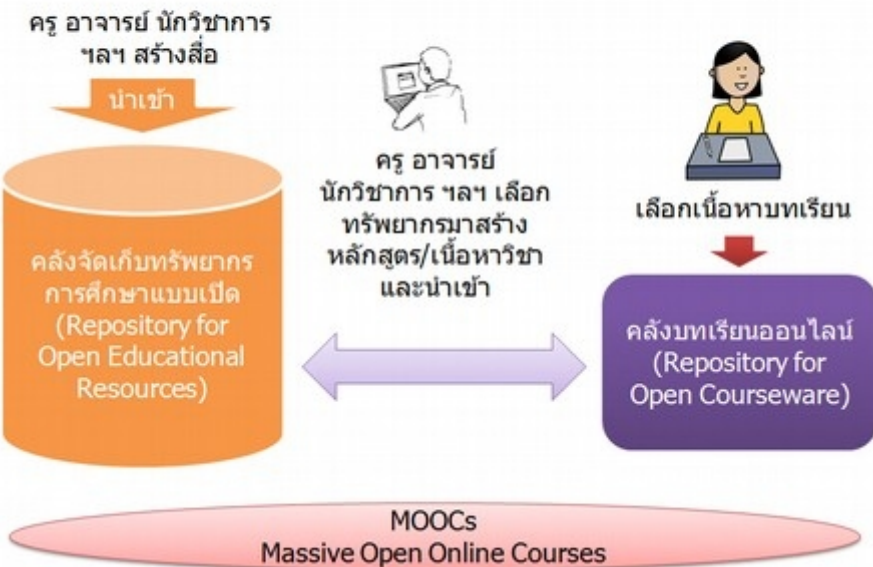 ครู อาจารย์ นักวิชาการ
ฯลฯ สร้างสื่อ
นำเข้า
คลังจัดเก็บทรัพยากร
การศึกษาแบบเปิด
(Repository for
Open Educational
Resources)
ครู อาจารย์
นักวิชาการ ฯลฯ เลือก
ทรัพยากรมาสร้าง
หลักสูตร/เนื้อหาวิชา
และนำเข้า
เลือกเนื้อหาบทเรียน
คลังบทเรียนออนไลน์
(Repository for
Open Courseware)
MOOCs
Massive Open Online Courses